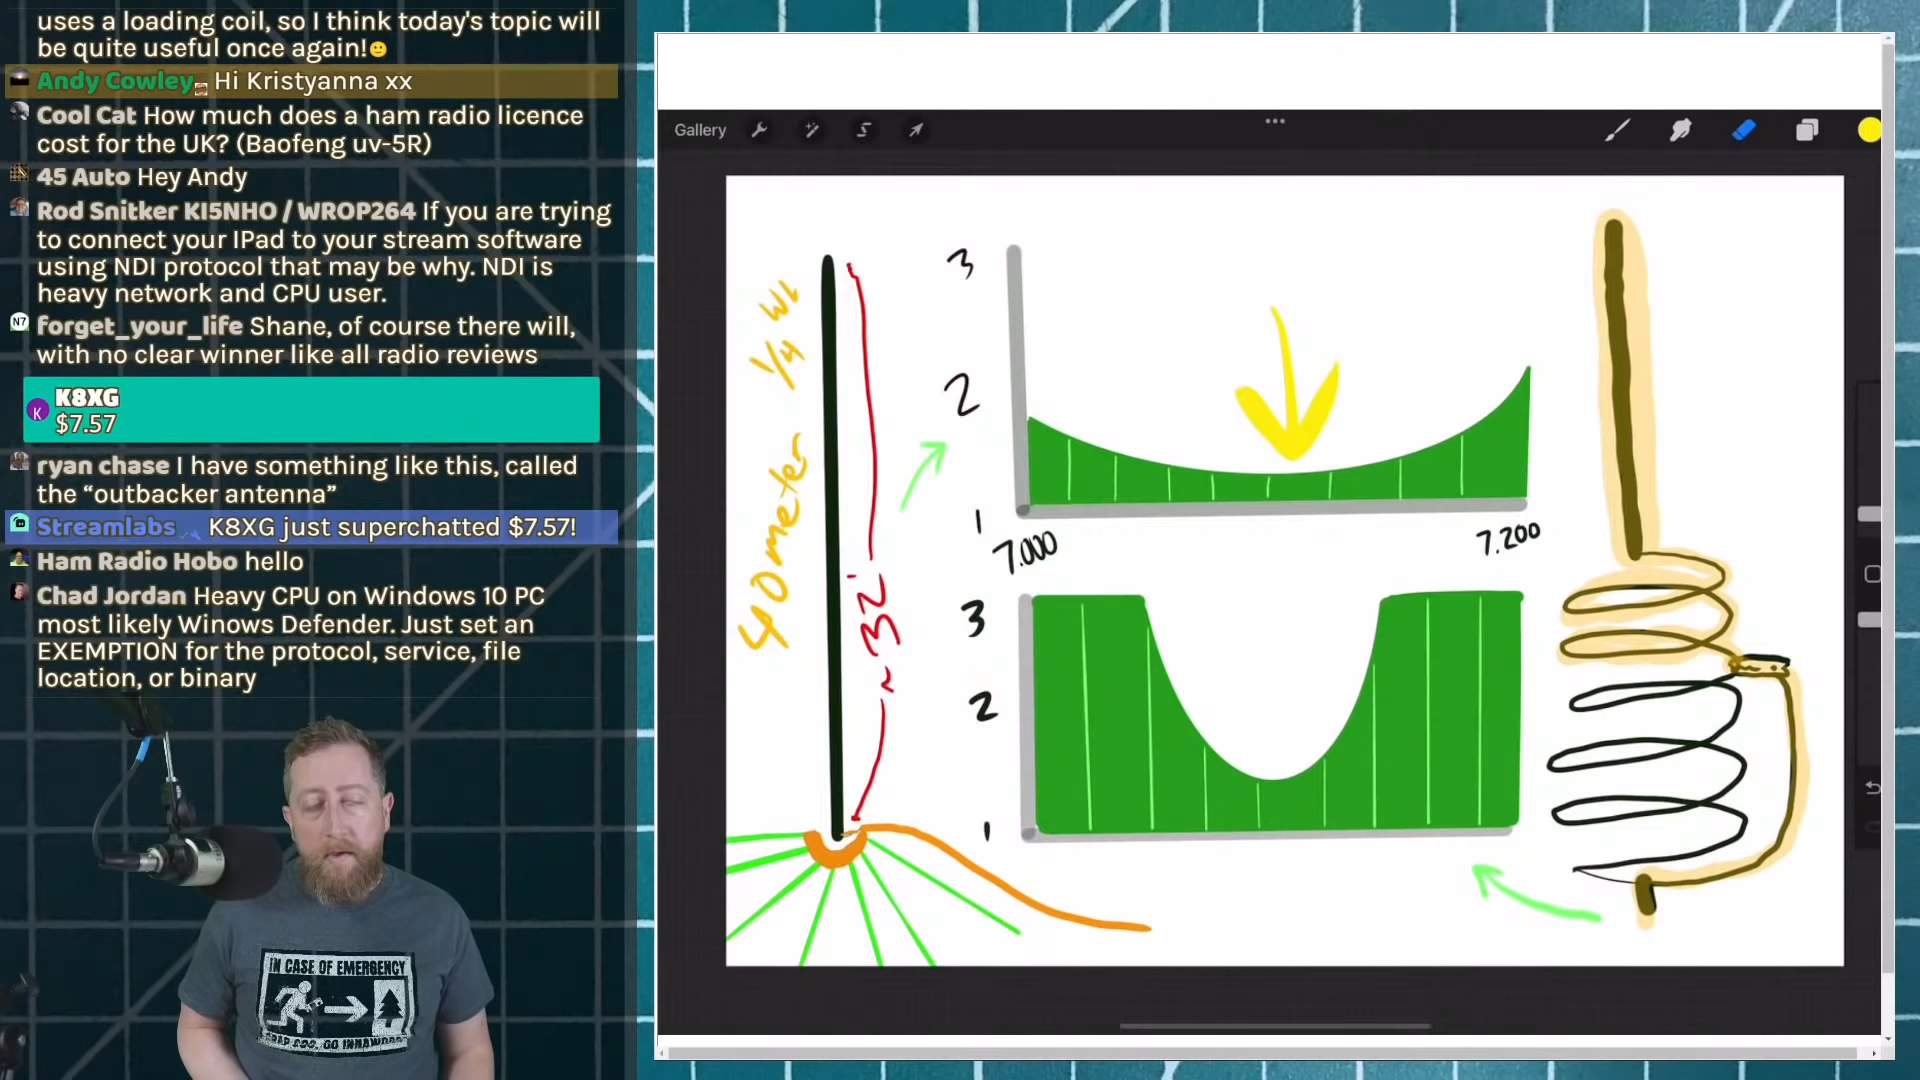 uses a loading coil, so I think today's topic will
be quite useful once again!
Andy Cowley Hi Kristyanna xx
Cool Cat How much does a ham radio licence
cost for the UK? (Baofeng uv-5R)
45 Auto Hey Andy
Rod Snitker KI5NHO / WROP264 If you are trying
to connect your IPad to your stream software
using NDI protocol that may be why. NDI is
heavy network and CPU user.
N7
forget_your_life Shane, of course there will,
with no clear winner like all radio reviews
K
K8XG
$7.57
ryan chase I have something like this, called
the “outbacker antenna”
Streamlabs K8XG just superchatted $7.57!
Ham Radio Hobo hello
Chad Jordan Heavy CPU on Windows 10 PC
most likely Winows Defender. Just set an
EXEMPTION for the protocol, service, file
location, or binary
IN CASE OF EMERGENCY
Gallery
40 meter 1/4 WL
~ 32'
3
2
1
7.000
7.200
3
2
1